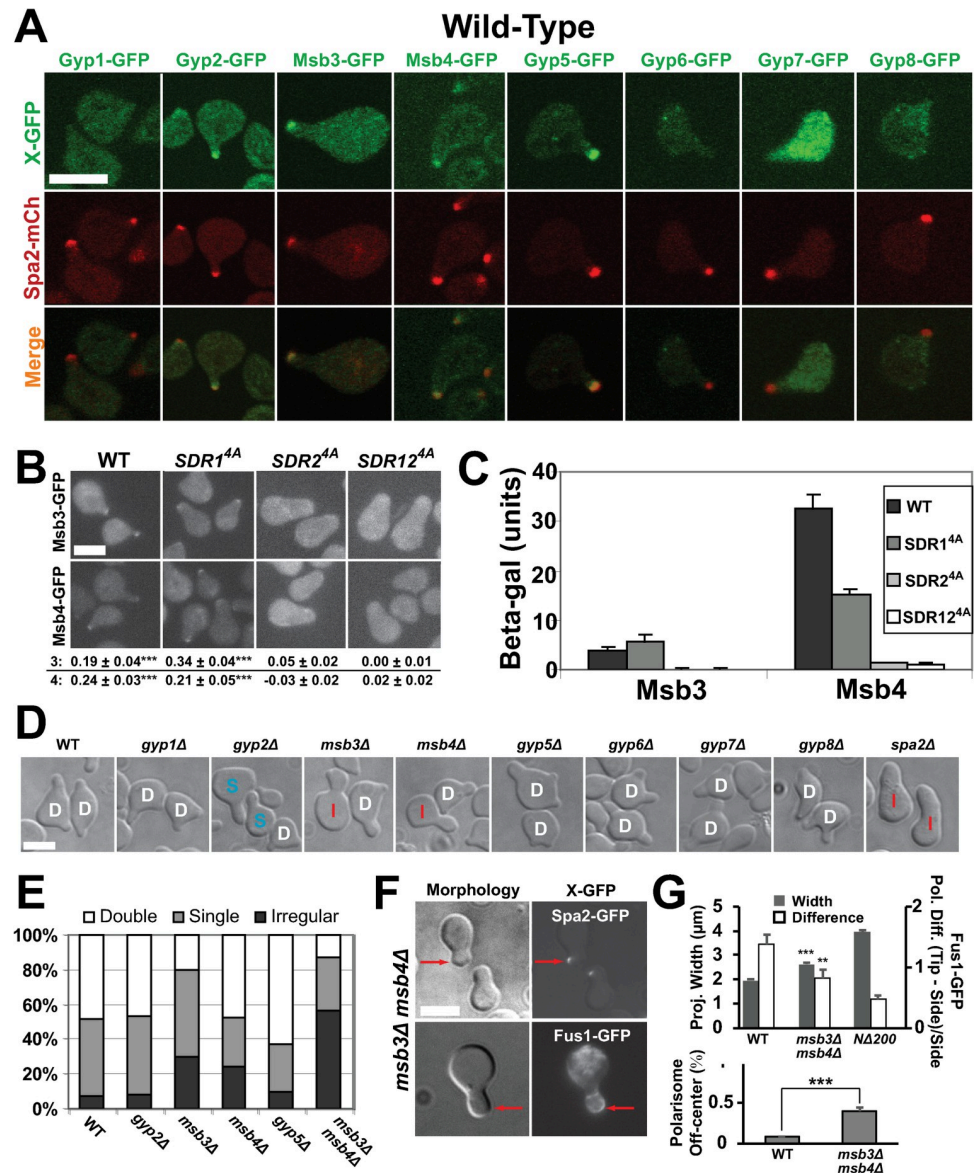 A
Wild-Type
Gyp1-GFP Gyp2-GFP Msb3-GFP Msb4-GFP Gyp5-GFP Gyp6-GFP Gyp7-GFP Gyp8-GFP
X-GFP
Spa2-mCh
Merge
B
WT SDR1^4A SDR2^4A SDR12^4A
Msb3-GFP
Msb4-GFP
3: 0.19 ± 0.04*** 0.34 ± 0.04*** 0.05 ± 0.02 0.00 ± 0.01
4: 0.24 ± 0.03*** 0.21 ± 0.05*** -0.03 ± 0.02 0.02 ± 0.02
C
Beta-gal (units)
40
30
20
10
0
WT
SDR1^4A
SDR2^4A
SDR12^4A
Msb3 Msb4
D
WT gyp1Δ gyp2Δ msb3Δ msb4Δ gyp5Δ gyp6Δ gyp7Δ gyp8Δ spa2Δ
D D D D S S D I D I D D D D D D D D D I I
E
Double Single Irregular
100%
80%
60%
40%
20%
0%
WT gyp2Δ msb3Δ msb4Δ gyp5Δ msb3Δ msb4Δ
F
Morphology X-GFP
msb3Δ msb4Δ
Spa2-GFP
Fus1-GFP
G
Width
Difference
Proj. Width (µm)
5
4
3
2
1
0
*** **
2
1
0
Pol. Diff. (Tip - Side)/Side
Fus1-GFP
WT msb3Δ msb4Δ NΔ200
Polarisome Off-center (%)
0.5
0
***
WT msb3Δ msb4Δ